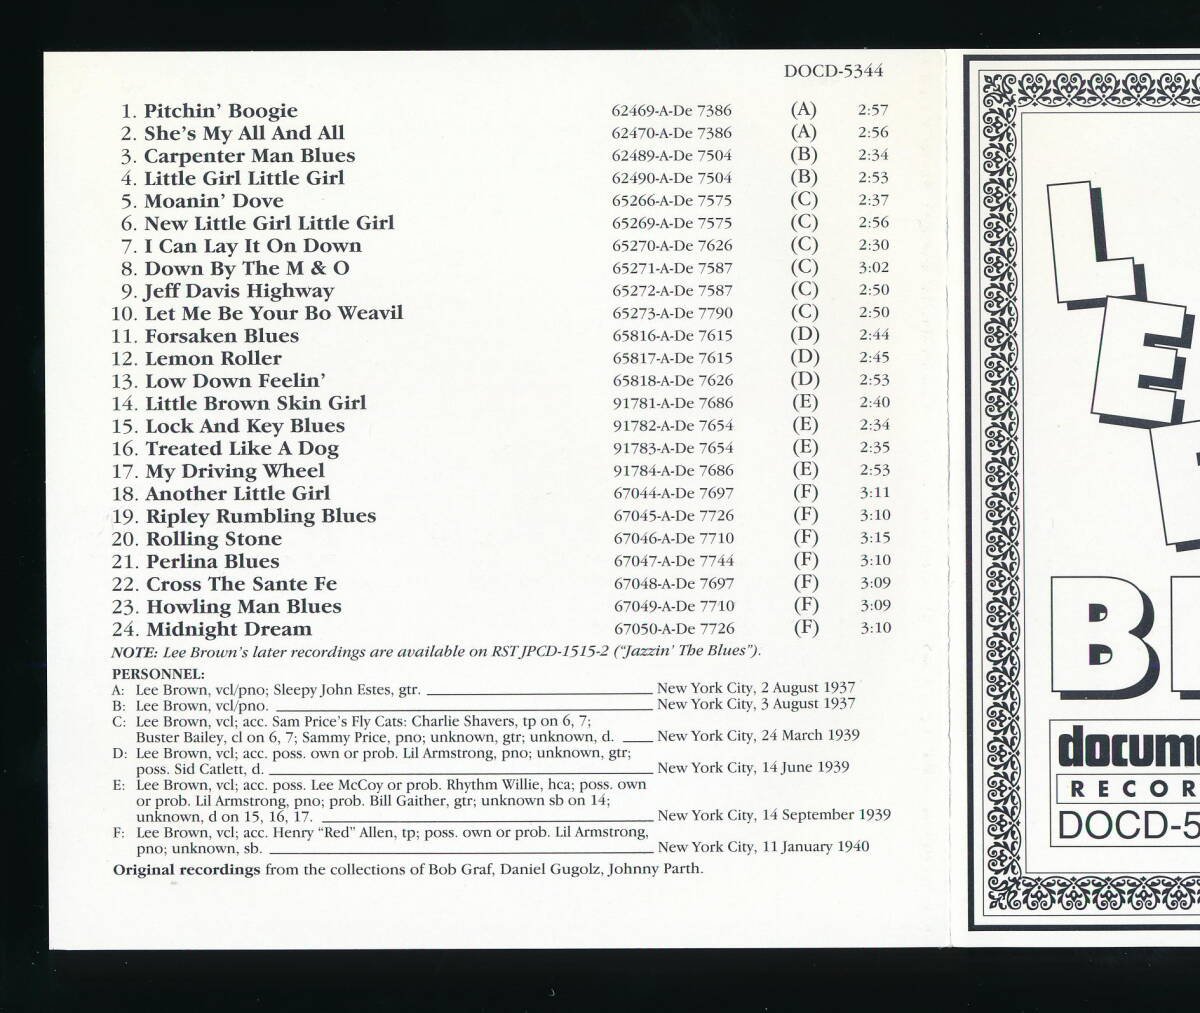 DOCD-5344
1. Pitchin' Boogie 62469-A-De 7386 (A) 2:57
2. She's My All And All 62470-A-De 7386 (A) 2:56
3. Carpenter Man Blues 62489-A-De 7504 (B) 2:34
4. Little Girl Little Girl 62490-A-De 7504 (B) 2:53
5. Moanin' Dove 65266-A-De 7575 (C) 2:37
6. New Little Girl Little Girl 65269-A-De 7575 (C) 2:56
7. I Can Lay It On Down 65270-A-De 7626 (C) 2:30
8. Down By The M & O 65271-A-De 7587 (C) 3:02
9. Jeff Davis Highway 65272-A-De 7587 (C) 2:50
10. Let Me Be Your Bo Weavil 65273-A-De 7790 (C) 2:50
11. Forsaken Blues 65816-A-De 7615 (D) 2:44
12. Lemon Roller 65817-A-De 7615 (D) 2:45
13. Low Down Feelin' 65818-A-De 7626 (D) 2:53
14. Little Brown Skin Girl 91781-A-De 7686 (E) 2:40
15. Lock And Key Blues 91782-A-De 7654 (E) 2:34
16. Treated Like A Dog 91783-A-De 7654 (E) 2:35
17. My Driving Wheel 91784-A-De 7686 (E) 2:53
18. Another Little Girl 67044-A-De 7697 (F) 3:11
19. Ripley Rumbling Blues 67045-A-De 7726 (F) 3:10
20. Rolling Stone 67046-A-De 7710 (F) 3:15
21. Perlina Blues 67047-A-De 7744 (F) 3:10
22. Cross The Sante Fe 67048-A-De 7697 (F) 3:09
23. Howling Man Blues 67049-A-De 7710 (F) 3:09
24. Midnight Dream 67050-A-De 7726 (F) 3:10
NOTE: Lee Brown's later recordings are available on RST JPCD-1515-2 ("Jazzin' The Blues").
PERSONNEL:
A: Lee Brown, vcl/pno; Sleepy John Estes, gtr. New York City, 2 August 1937
B: Lee Brown, vcl/pno. New York City, 3 August 1937
C: Lee Brown, vcl; acc. Sam Price's Fly Cats: Charlie Shavers, tp on 6, 7;
Buster Bailey, cl on 6, 7; Sammy Price, pno; unknown, gtr; unknown, d. New York City, 24 March 1939
D: Lee Brown, vcl; acc. poss. own or prob. Lil Armstrong, pno; unknown, gtr;
poss. Sid Catlett, d. New York City, 14 June 1939
E: Lee Brown, vcl; acc. poss. Lee McCoy or prob. Rhythm Willie, hca; poss. own
or prob. Lil Armstrong, pno; prob. Bill Gaither, gtr; unknown sb on 14;
unknown, d on 15, 16, 17. New York City, 14 September 1939
F: Lee Brown, vcl; acc. Henry "Red" Allen, tp; poss. own or prob. Lil Armstrong,
pno; unknown, sb. New York City, 11 January 1940
Original recordings from the collections of Bob Graf, Daniel Gugolz, Johnny Parth.
LE
B
docum
RECOR
DOCD-5